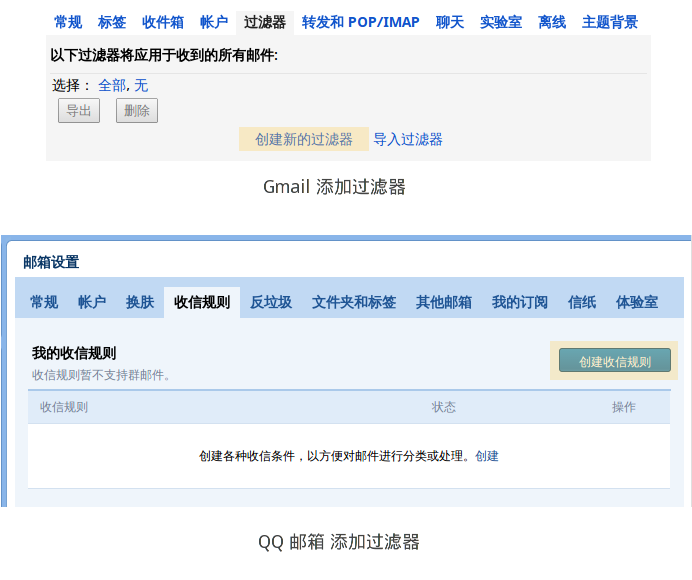 常规 标签 收件箱 帐户 过滤器 转发和 POP/IMAP 聊天 实验室 离线 主题背景
以下过滤器将应用于收到的所有邮件:
选择： 全部, 无
导出 删除
创建新的过滤器 导入过滤器
Gmail 添加过滤器
邮箱设置
常规 帐户 换肤 收信规则 反垃圾 文件夹和标签 其他邮箱 我的订阅 信纸 体验室
我的收信规则
创建收信规则
收信规则暂不支持群邮件。
收信规则 状态 操作
创建各种收信条件，以方便对邮件进行分类或处理。创建
QQ 邮箱 添加过滤器